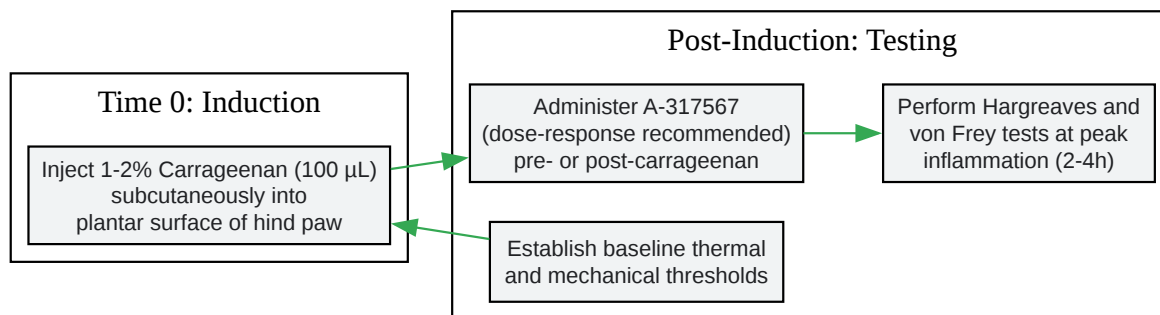 Time 0: Induction
Inject 1-2% Carrageenan (100 µL)
subcutaneously into
plantar surface of hind paw
Post-Induction: Testing
Administer A-317567
(dose-response recommended)
pre- or post-carrageenan
Perform Hargreaves and
von Frey tests at peak
inflammation (2-4h)
Establish baseline thermal
and mechanical thresholds